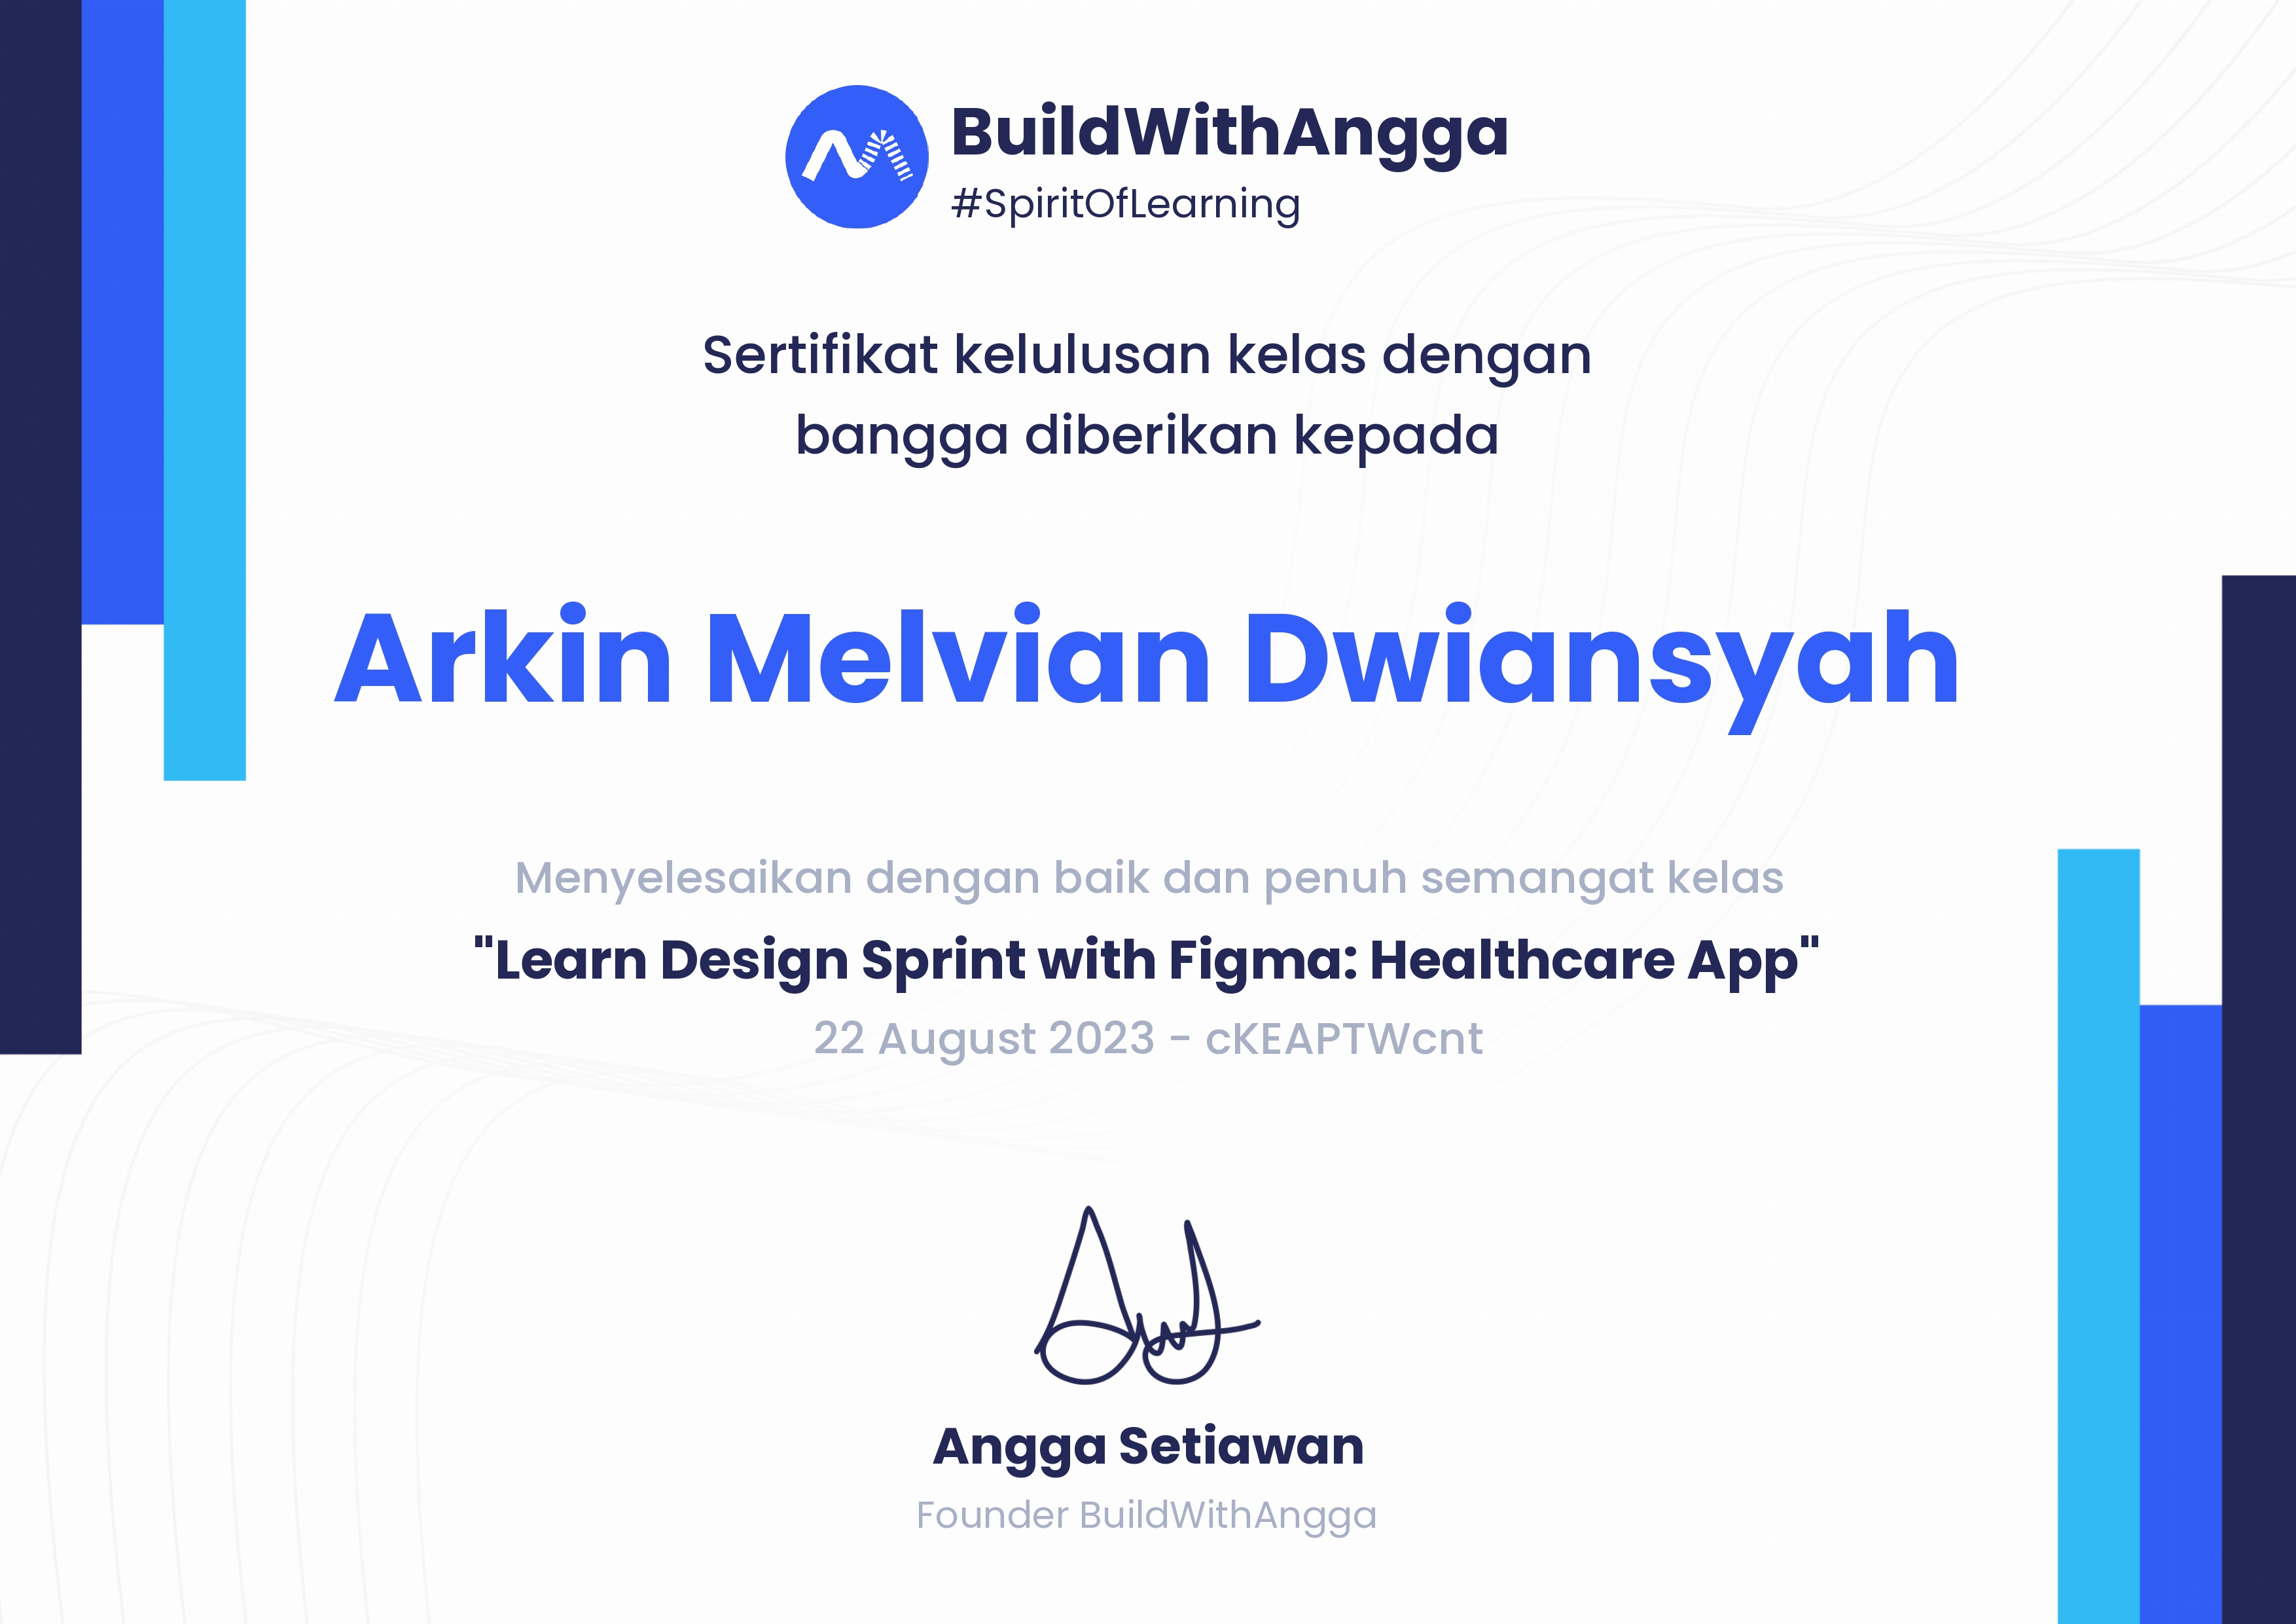 BuildWithAngga
#SpiritOfLearning
Sertifikat kelulusan kelas dengan
bangga diberikan kepada
Arkin Melvian Dwiansyah
Menyelesaikan dengan baik dan penuh semangat kelas
"Learn Design Sprint with Figma: Healthcare App"
22 August 2023 - cKEAPTWcnt
Angga Setiawan
Founder BuildWithAngga